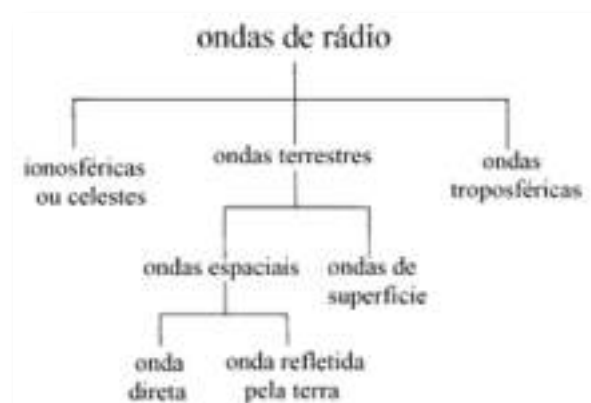 ondas de rádio
ionosféricas
ou celestes
ondas terrestres
ondas
troposféricas
ondas espaciais
ondas de
superfície
onda
direta
onda refletida
pela terra